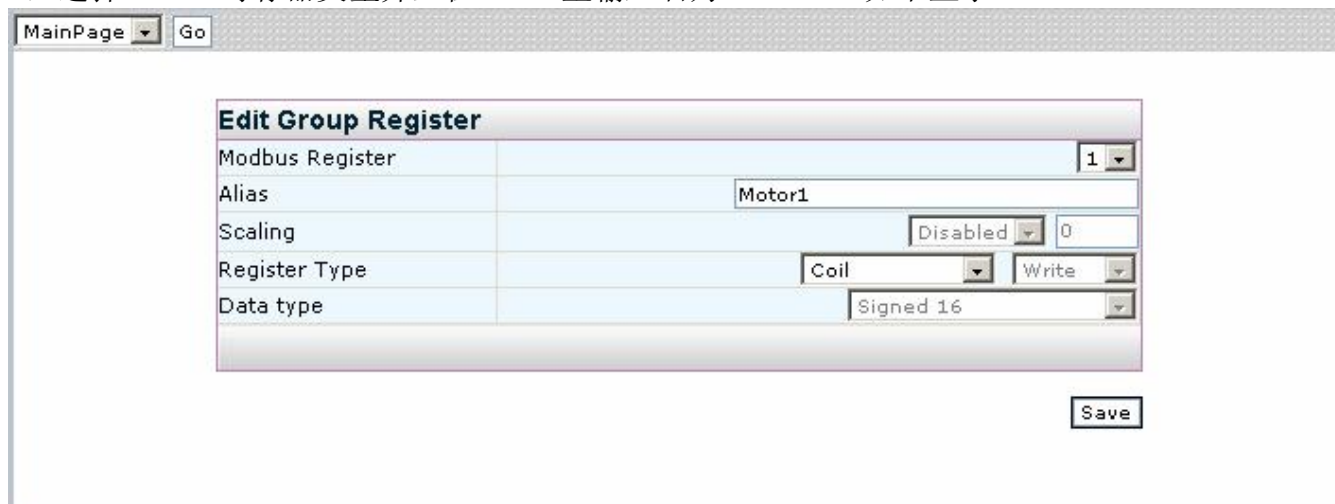 MainPage Go
Edit Group Register
Modbus Register 1
Alias Motor1
Scaling Disabled 0
Register Type Coil Write
Data type Signed 16
Save